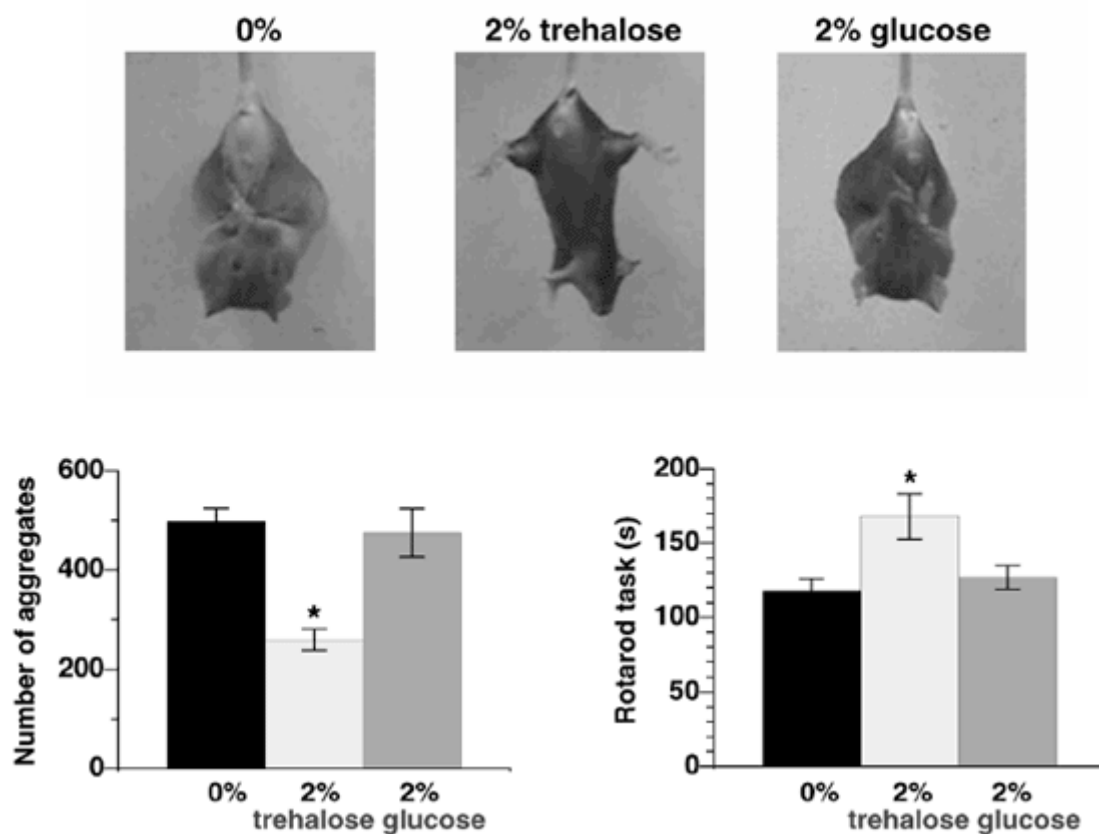 0% 2% trehalose 2% glucose
Number of aggregates
600
400
200
0
0% 2% 2%
trehalose glucose
*
Rotarod task (s)
200
150
100
50
0
0% 2% 2%
trehalose glucose
*